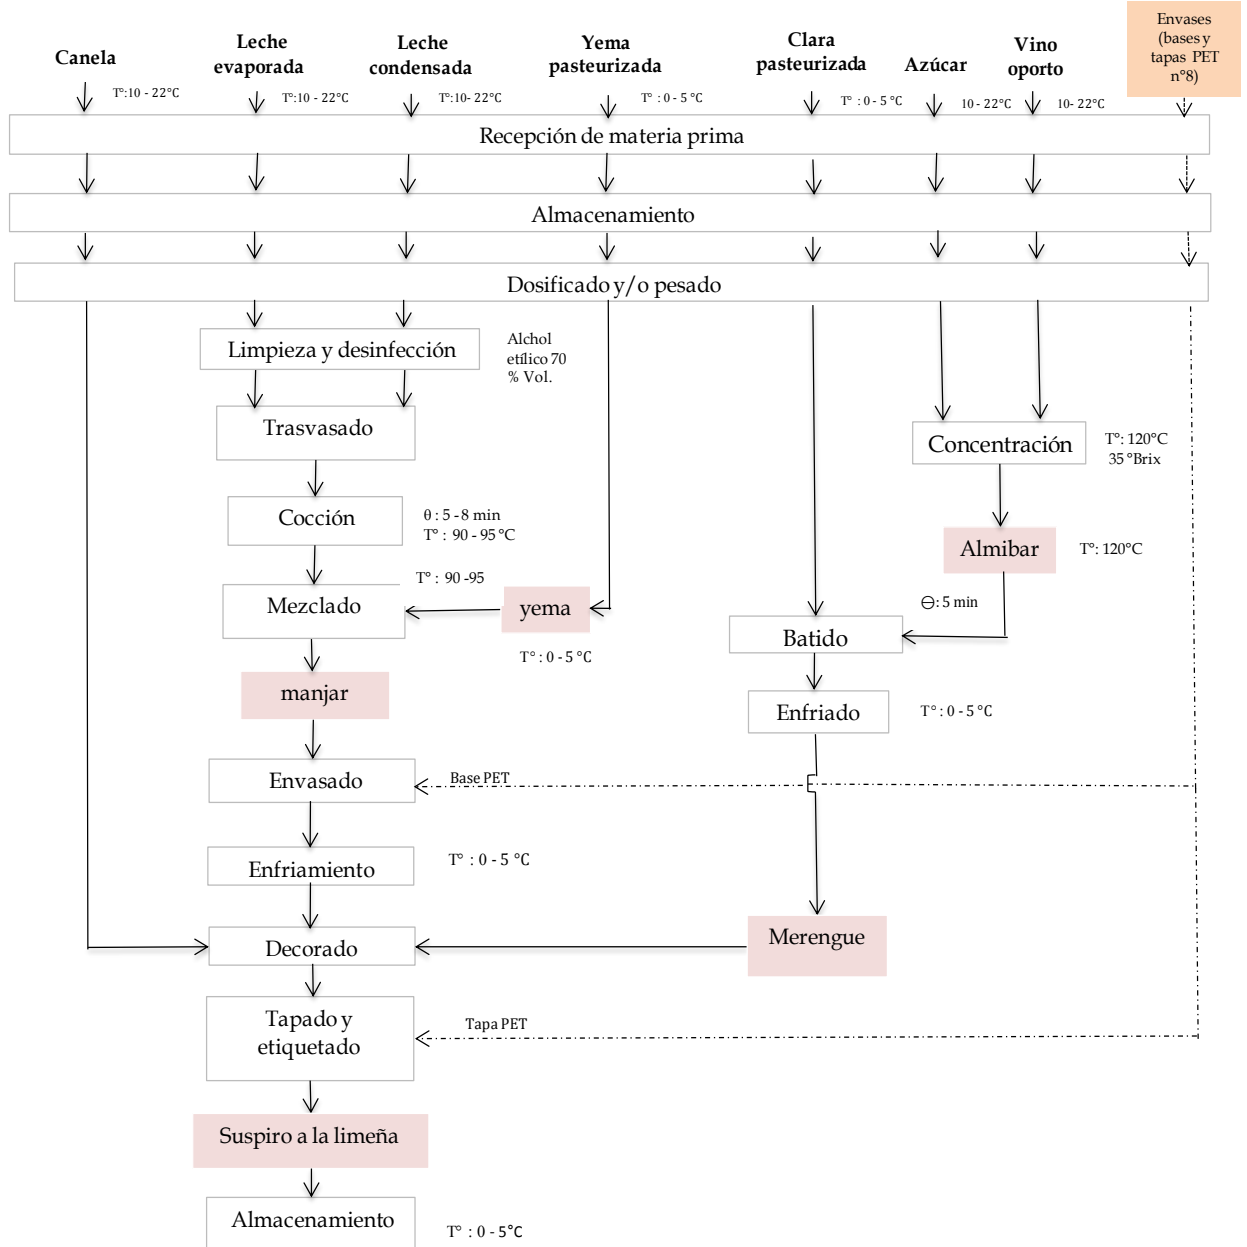 Canela
Leche
evaporada
Leche
condensada
Yema
pasteurizada
Clara
pasteurizada
Azúcar
Vino
oporto
Envases
(bases y
tapas PET
n°8)
T°:10 - 22°C
T°:10 - 22°C
T°:10- 22°C
T° : 0 - 5 °C
T° : 0 - 5 °C
10 - 22°C
10- 22°C
Recepción de materia prima
Almacenamiento
Dosificado y/o pesado
Limpieza y desinfección
Alchol
etílico 70
% Vol.
Trasvasado
Concentración
T°: 120°C
35 °Brix
Cocción
θ : 5 - 8 min
T° : 90 - 95 °C
Almibar
T°: 120°C
T° : 90 -95
Mezclado
yema
T° : 0 - 5 °C
θ: 5 min
Batido
manjar
Enfriado
T° : 0 - 5 °C
Envasado
Base PET
Enfriamiento
T° : 0 - 5 °C
Decorado
Merengue
Tapado y
etiquetado
Tapa PET
Suspiro a la limeña
Almacenamiento
T° : 0 - 5°C